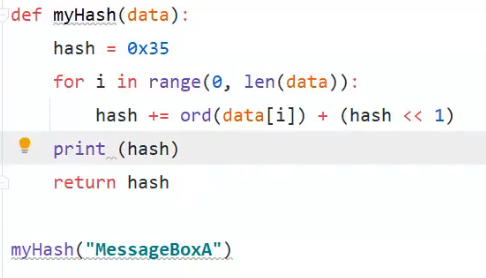 def myHash(data):
    hash = 0x35
    for i in range(0, len(data)):
        hash += ord(data[i]) + (hash << 1)
    print (hash)
    return hash
myHash("MessageBoxA")